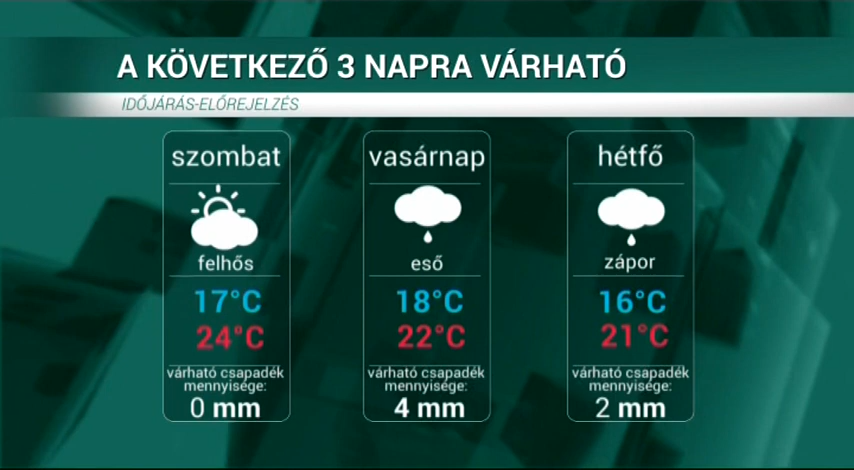 A KÖVETKEZŐ 3 NAPRA VÁRHATÓ
IDŐJÁRÁS-ELŐREJELZÉS
szombat
felhős
17°C
24°C
várható csapadék
mennyisége:
0 mm
vasárnap
eső
18°C
22°C
várható csapadék
mennyisége:
4 mm
hétfő
zápor
16°C
21°C
várható csapadék
mennyisége:
2 mm